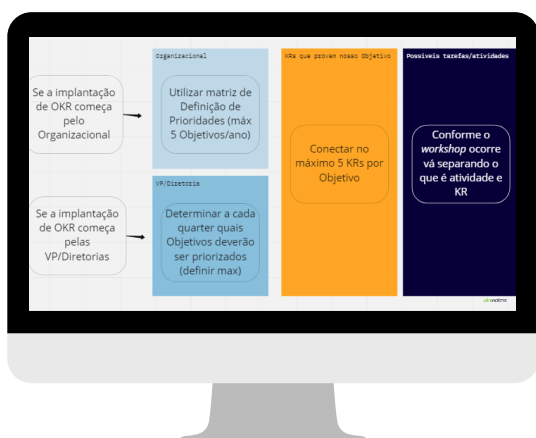 Organizacional
KRs que provem nosso Objetivo
Possíveis tarefas/atividades
Se a implantação
de OKR começa
pelo
Organizacional
Utilizar matriz de
Definição de
Prioridades (máx
5 Objetivos/ano)
Conectar no
máximo 5 KRs por
Objetivo
Conforme o
workshop ocorre
vá separando o
que é atividade e
KR
VP/Diretoria
Se a implantação
de OKR começa
pelas
VP/Diretorias
Determinar a cada
quarter quais
Objetivos deverão
ser priorizados
(definir max)